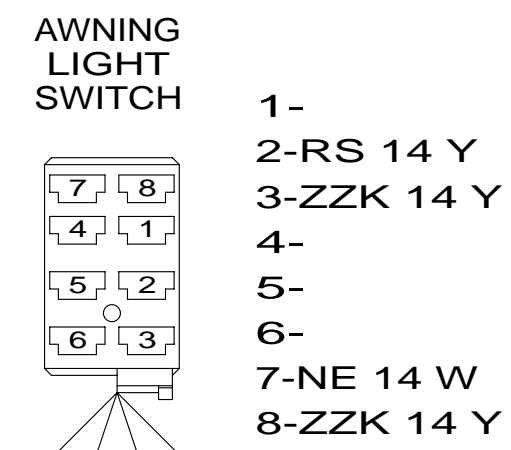 AWNING
LIGHT
SWITCH
7 8
4 1
5 2
6 3
1-
2-RS 14 Y
3-ZZK 14 Y
4-
5-
6-
7-NE 14 W
8-ZZK 14 Y